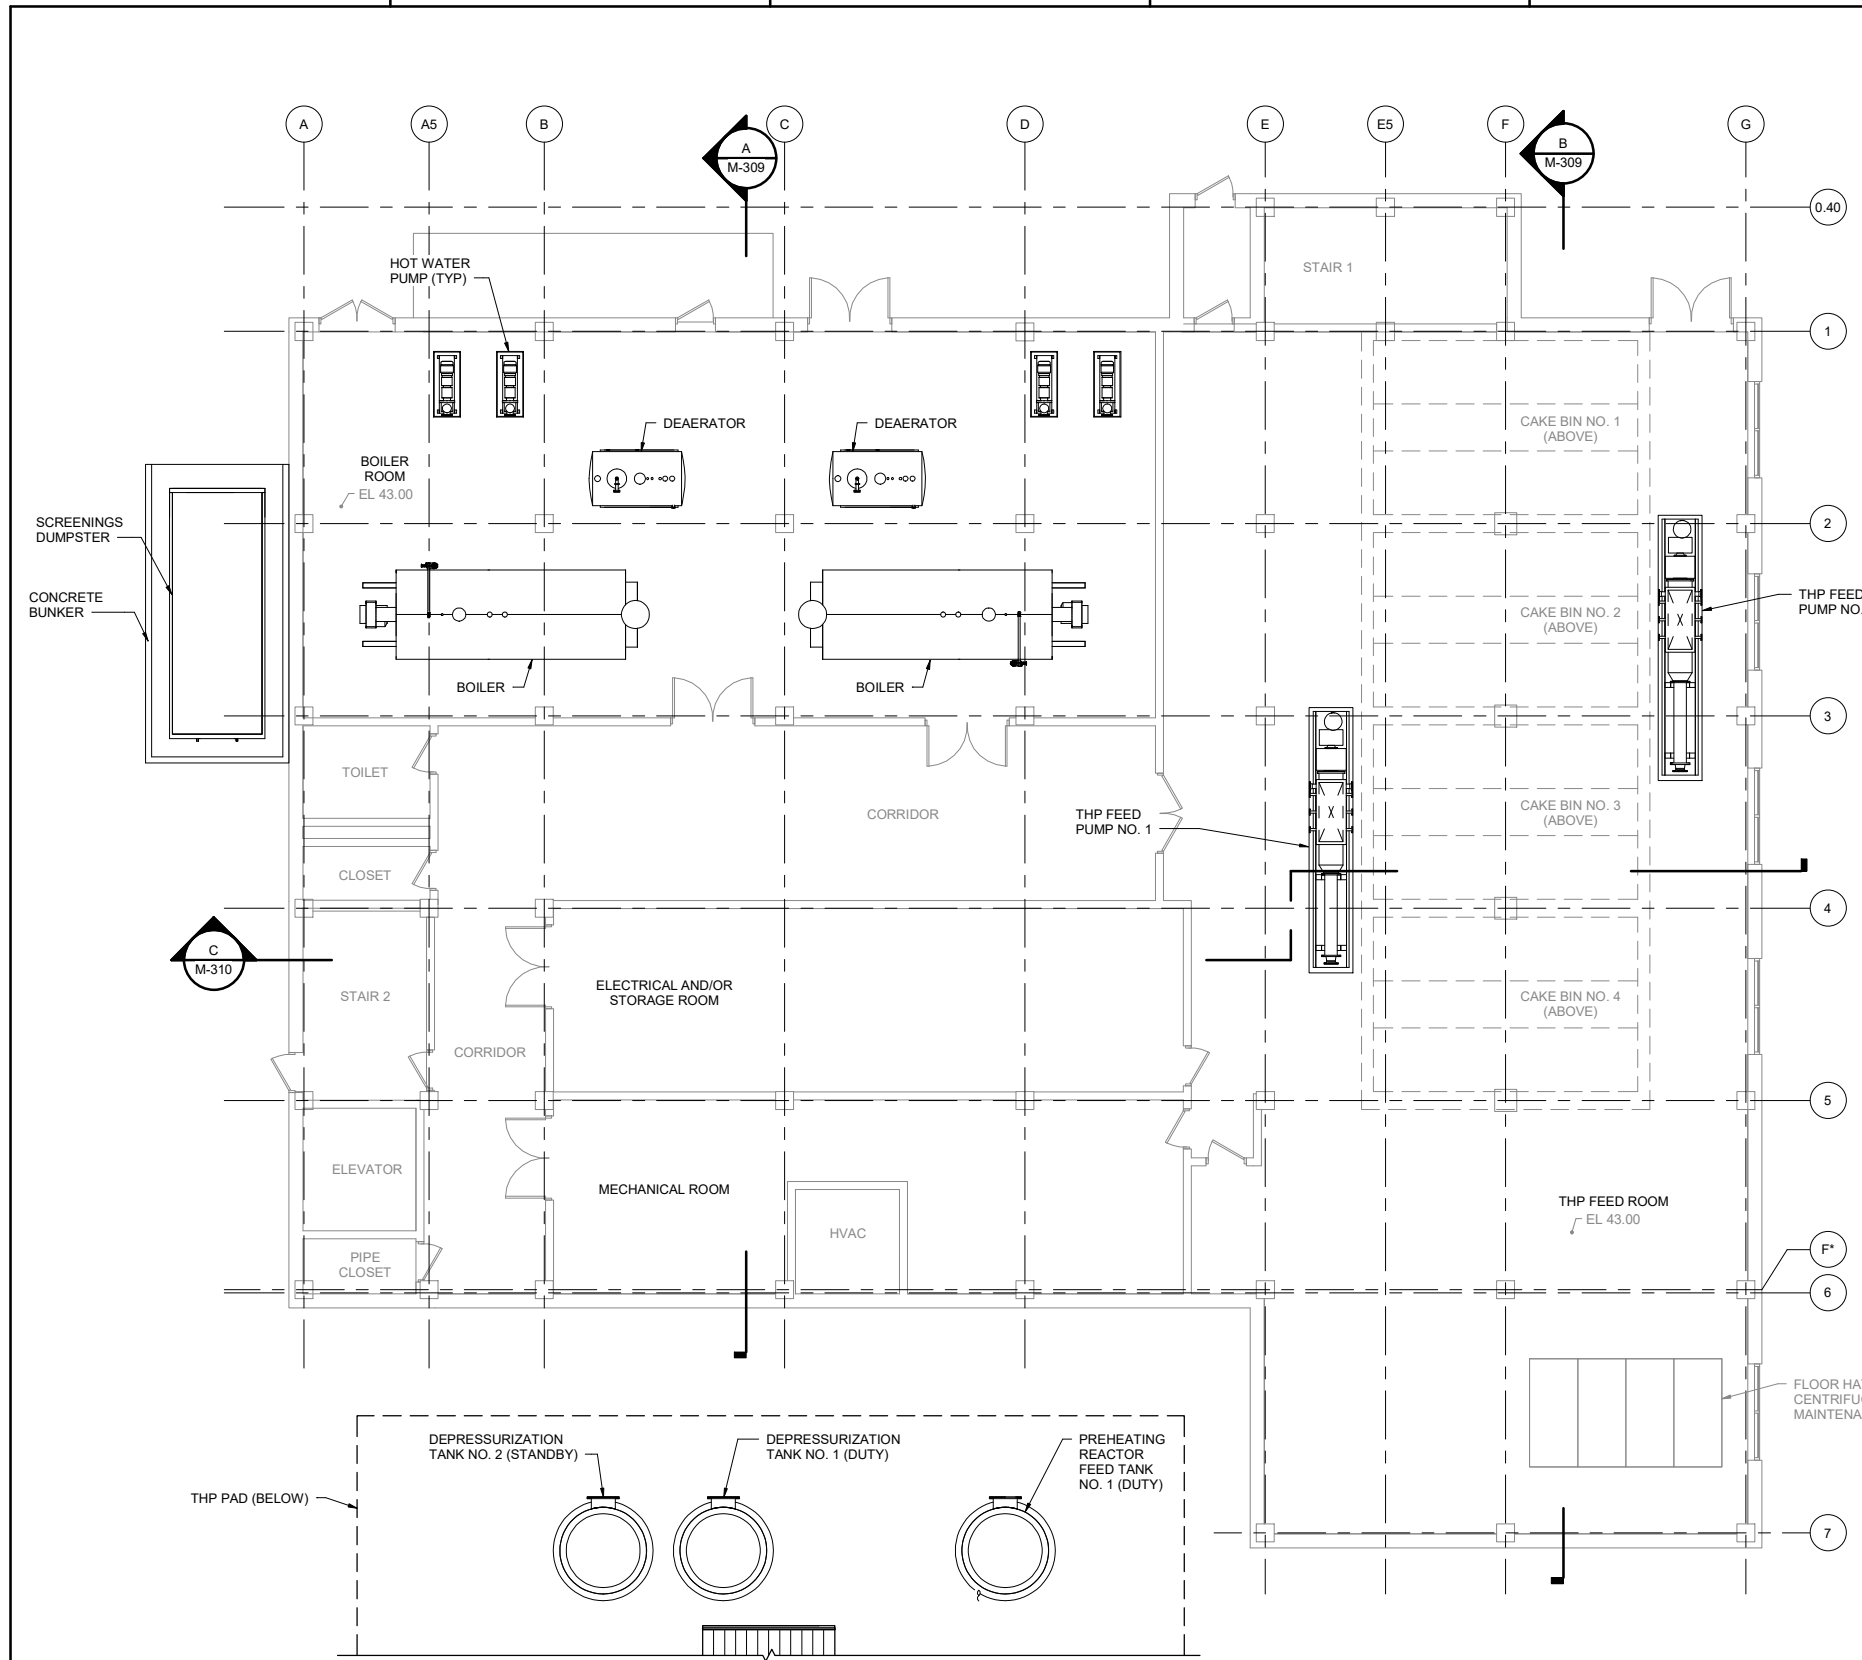 A
A5
B
C
D
E
E5
F
G
A
M-309
B
M-309
0.40
HOT WATER
PUMP (TYP)
STAIR 1
1
DEAERATOR
DEAERATOR
CAKE BIN NO. 1
(ABOVE)
BOILER
ROOM
EL 43.00
SCREENINGS
DUMPSTER
2
CONCRETE
BUNKER
CAKE BIN NO. 2
(ABOVE)
THP FEED
PUMP NO.
BOILER
BOILER
3
TOILET
CORRIDOR
THP FEED
PUMP NO. 1
CAKE BIN NO. 3
(ABOVE)
CLOSET
4
C
M-310
STAIR 2
ELECTRICAL AND/OR
STORAGE ROOM
CAKE BIN NO. 4
(ABOVE)
CORRIDOR
5
ELEVATOR
MECHANICAL ROOM
THP FEED ROOM
EL 43.00
HVAC
PIPE
CLOSET
F*
6
FLOOR HA
CENTRIFU
MAINTENA
DEPRESSURIZATION
TANK NO. 2 (STANDBY)
DEPRESSURIZATION
TANK NO. 1 (DUTY)
PREHEATING
REACTOR
FEED TANK
NO. 1 (DUTY)
THP PAD (BELOW)
7